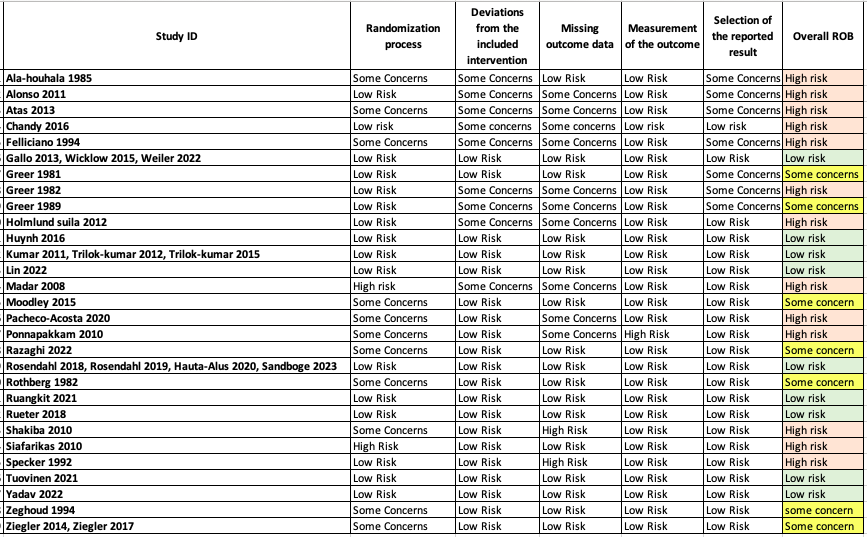 Study ID | Randomization process | Deviations from the included intervention | Missing outcome data | Measurement of the outcome | Selection of the reported result | Overall ROB
Ala-houhala 1985 | Some Concerns | Some Concerns | Low Risk | Low Risk | Some Concerns | High risk
Alonso 2011 | Low Risk | Some Concerns | Some Concerns | Low Risk | Some Concerns | High risk
Atas 2013 | Some Concerns | Some Concerns | Some Concerns | Low Risk | Some Concerns | High risk
Chandy 2016 | Low risk | Some concerns | Some concerns | Low risk | Low risk | High risk
Felliciano 1994 | Some Concerns | Some Concerns | Some Concerns | Low Risk | Some Concerns | High risk
Gallo 2013, Wicklow 2015, Weiler 2022 | Low Risk | Low Risk | Low Risk | Low Risk | Low Risk | Low risk
Greer 1981 | Low Risk | Low Risk | Low Risk | Low Risk | Some Concerns | Some concerns
Greer 1982 | Low Risk | Some Concerns | Some Concerns | Low Risk | Some Concerns | High risk
Greer 1989 | Low Risk | Some Concerns | Low Risk | Low Risk | Some Concerns | Some concerns
Holmlund suila 2012 | Low Risk | Some Concerns | Some Concerns | Low Risk | Low Risk | High risk
Huynh 2016 | Low Risk | Low Risk | Low Risk | Low Risk | Low Risk | Low risk
Kumar 2011, Trilok-kumar 2012, Trilok-kumar 2015 | Low Risk | Low Risk | Low Risk | Low Risk | Low Risk | Low risk
Lin 2022 | Low Risk | Low Risk | Low Risk | Low Risk | Low Risk | Low risk
Madar 2008 | High risk | Some Concerns | Some Concerns | Low Risk | Low Risk | High risk
Moodley 2015 | Some Concerns | Low Risk | Low Risk | Low Risk | Low Risk | Some concern
Pacheco-Acosta 2020 | Some Concerns | Low Risk | Some Concerns | Low Risk | Low Risk | High risk
Ponnapakkam 2010 | Some Concerns | Low Risk | Some Concerns | High Risk | Low Risk | High risk
Razaghi 2022 | Some Concerns | Low Risk | Low Risk | Low Risk | Low Risk | Some concern
Rosendahl 2018, Rosendahl 2019, Hauta-Alus 2020, Sandboge 2023 | Low Risk | Low Risk | Low Risk | Low Risk | Low Risk | Low risk
Rothberg 1982 | Some Concerns | Low Risk | Low Risk | Low Risk | Low Risk | Some concern
Ruangkit 2021 | Low Risk | Low Risk | Low Risk | Low Risk | Low Risk | Low risk
Rueter 2018 | Low Risk | Low Risk | Low Risk | Low Risk | Low Risk | Low risk
Shakiba 2010 | Some Concerns | Low Risk | High Risk | Low Risk | Low Risk | High risk
Siafarikas 2010 | High Risk | Low Risk | Low Risk | Low Risk | Low Risk | High risk
Specker 1992 | Low Risk | Low Risk | High Risk | Low Risk | Low Risk | High risk
Tuovinen 2021 | Low Risk | Low Risk | Low Risk | Low Risk | Low Risk | Low risk
Yadav 2022 | Low Risk | Low Risk | Low Risk | Low Risk | Low Risk | Low risk
Zeghoud 1994 | Some Concerns | Low Risk | Low Risk | Low Risk | Low Risk | some concern
Ziegler 2014, Ziegler 2017 | Some Concerns | Low Risk | Low Risk | Low Risk | Low Risk | Some concern